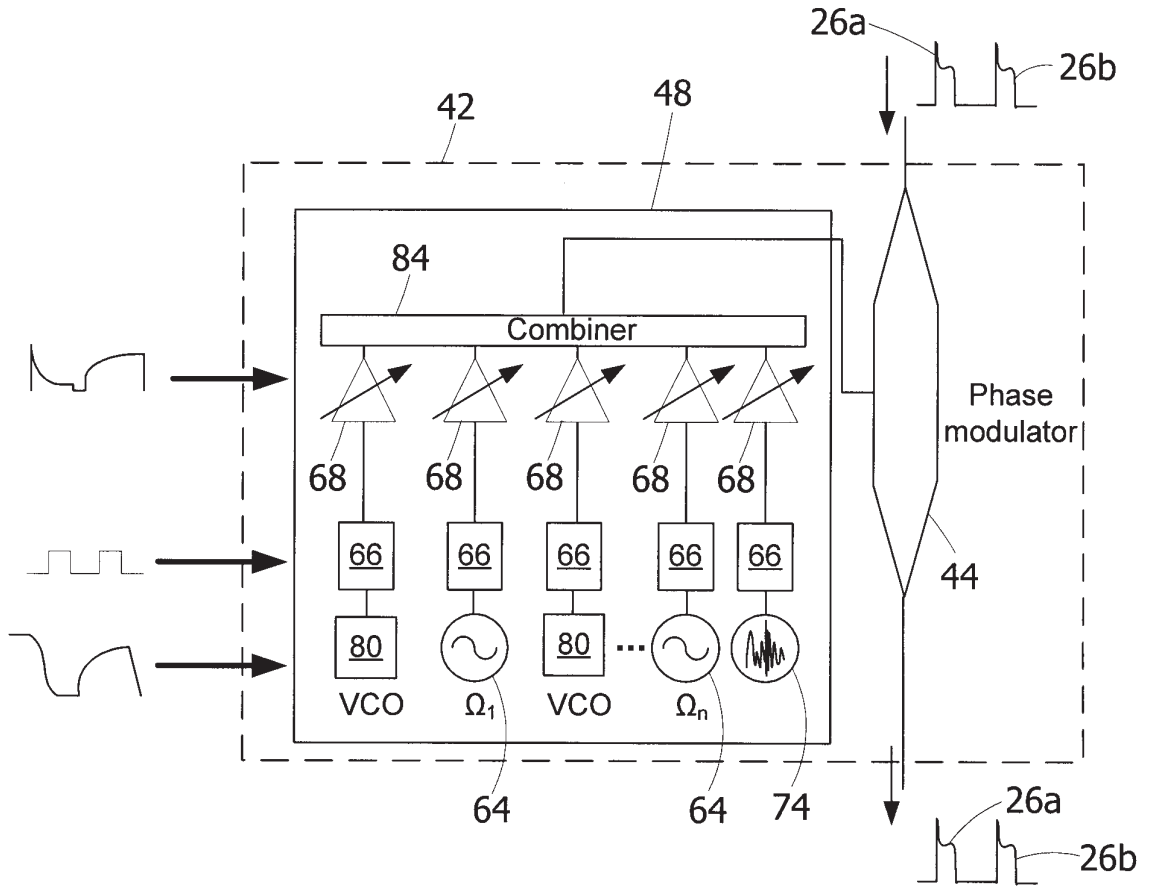 26a
26b
42
48
84
Combiner
Phase
modulator
68 68 68 68 68
66 66 66 66 66
44
80 80 ...
VCO Ω₁ VCO Ωₙ
64 64 74
26a
26b